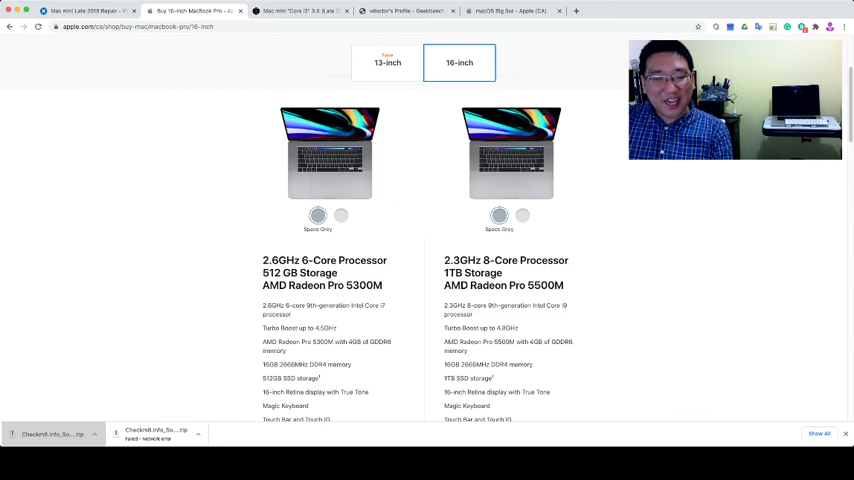 Mac mini Late 2018 Repair - iF
Buy 16-inch MacBook Pro - Ap
Mac mini "Core i3" 3.6 (Late 20
vdoctor's Profile - Geekbench
macOS Big Sur - Apple (CA)
apple.com/ca/shop/buy-mac/macbook-pro/16-inch
13-inch
16-inch
Space Grey
Space Grey
2.6GHz 6-Core Processor
512 GB Storage
AMD Radeon Pro 5300M
2.6GHz 6-core 9th-generation Intel Core i7
processor
Turbo Boost up to 4.5GHz
AMD Radeon Pro 5300M with 4GB of GDDR6
memory
16GB 2666MHz DDR4 memory
512GB SSD storage¹
16-inch Retina display with True Tone
Magic Keyboard
Touch Bar and Touch ID
2.3GHz 8-Core Processor
1TB Storage
AMD Radeon Pro 5500M
2.3GHz 8-core 9th-generation Intel Core i9
processor
Turbo Boost up to 4.8GHz
AMD Radeon Pro 5500M with 4GB of GDDR6
memory
16GB 2666MHz DDR4 memory
1TB SSD storage¹
16-inch Retina display with True Tone
Magic Keyboard
Touch Bar and Touch ID
Checkm8.Info_So....zip
Checkm8.Info_So....zip
Failed - Network error
Show All